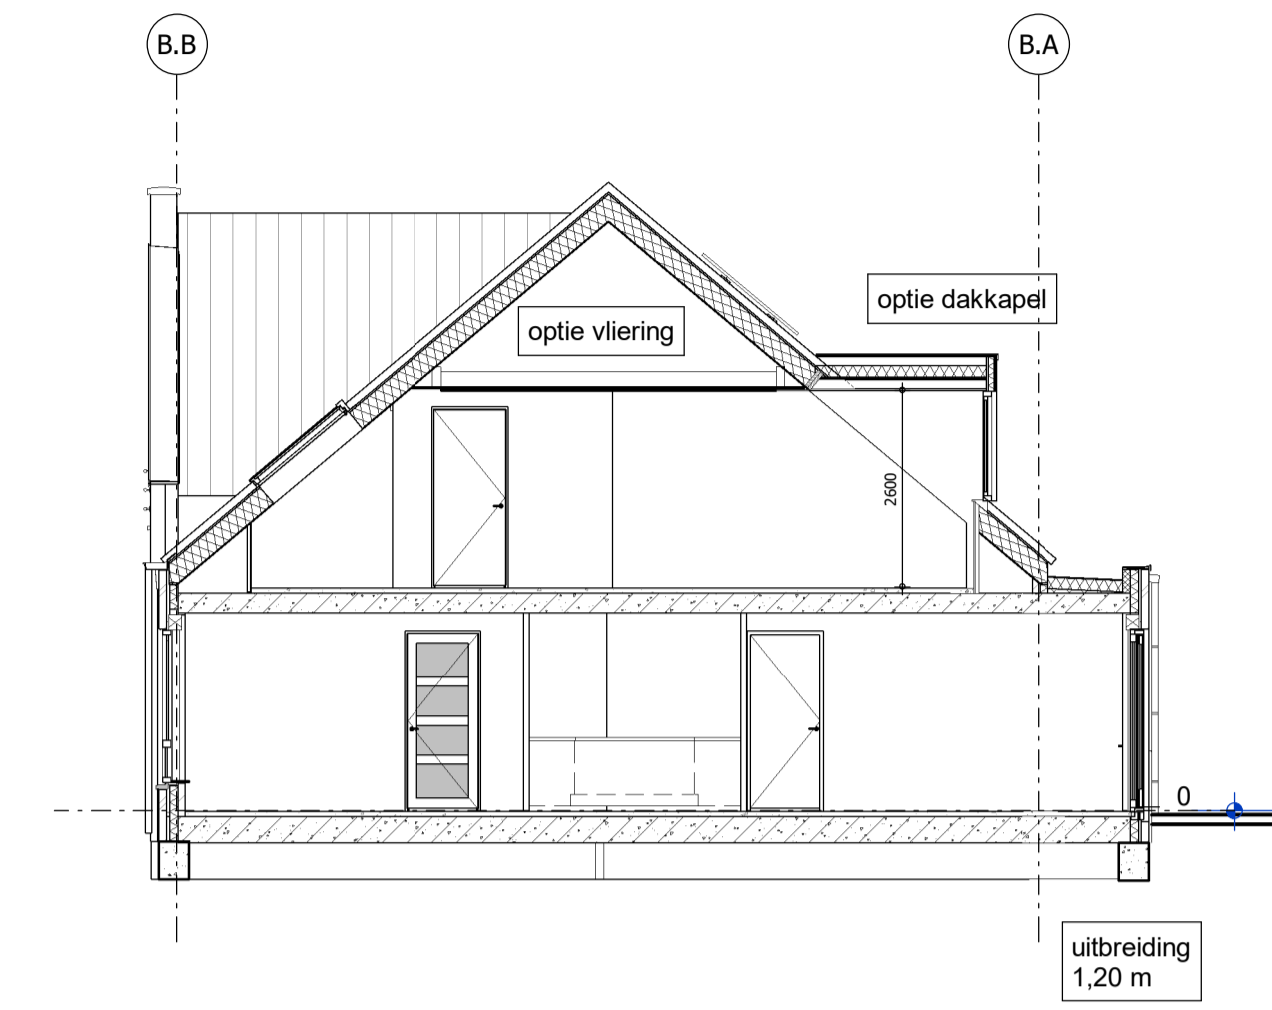 B.B
B.A
optie dakkapel
optie vliering
2600
0
uitbreiding
1,20 m